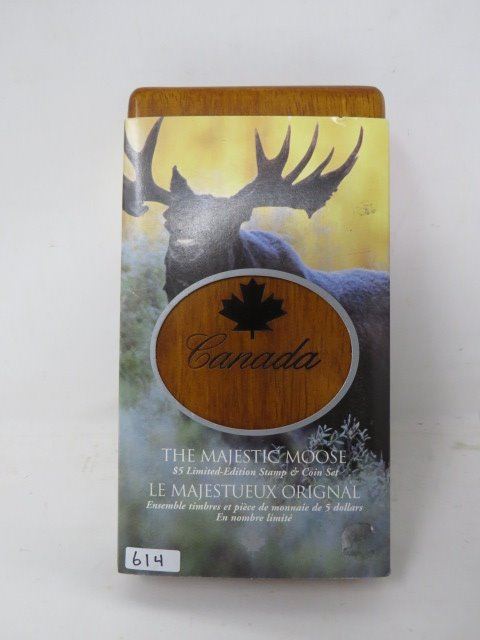 Canada
THE MAJESTIC MOOSE
$5 Limited-Edition Stamp & Coin Set
LE MAJESTUEUX ORIGNAL
Ensemble timbres et pièce de monnaie de 5 dollars
En nombre limité
614